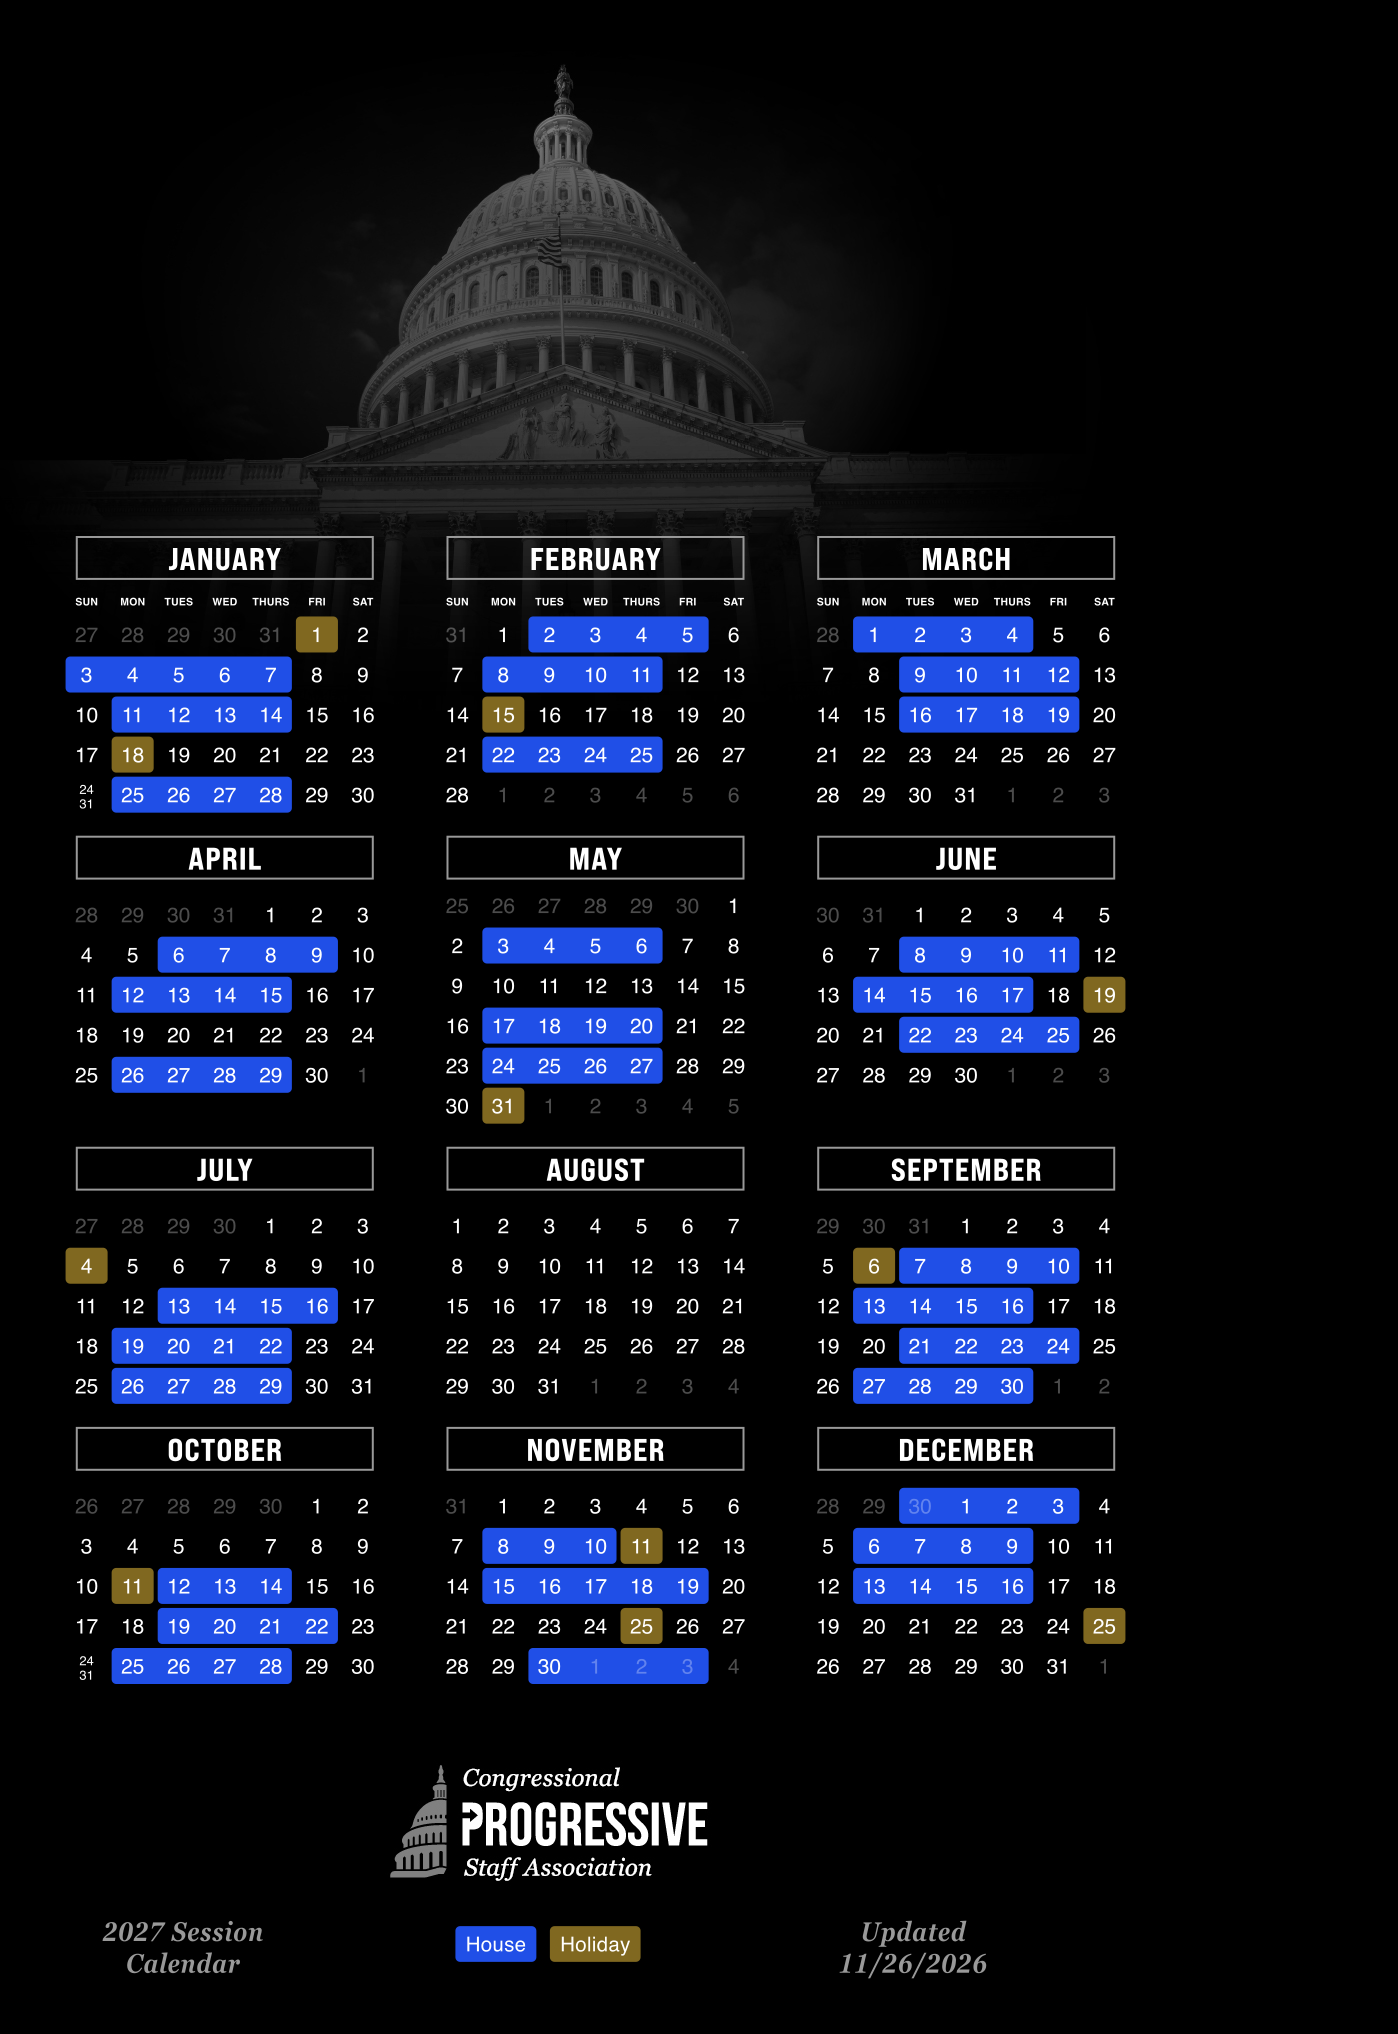 JANUARY FEBRUARY MARCH
SUN MON TUES WED THURS FRI SAT SUN MON TUES WED THURS FRI SAT SUN MON TUES WED THURS FRI SAT
27 28 29 30 31 1 2 31 1 2 3 4 5 6 28 1 2 3 4 5 6
3 4 5 6 7 8 9 7 8 9 10 11 12 13 7 8 9 10 11 12 13
10 11 12 13 14 15 16 14 15 16 17 18 19 20 14 15 16 17 18 19 20
17 18 19 20 21 22 23 21 22 23 24 25 26 27 21 22 23 24 25 26 27
24 31 25 26 27 28 29 30 28 1 2 3 4 5 6 28 29 30 31 1 2 3
APRIL MAY JUNE
28 29 30 31 1 2 3 25 26 27 28 29 30 1 30 31 1 2 3 4 5
4 5 6 7 8 9 10 2 3 4 5 6 7 8 6 7 8 9 10 11 12
11 12 13 14 15 16 17 9 10 11 12 13 14 15 13 14 15 16 17 18 19
18 19 20 21 22 23 24 16 17 18 19 20 21 22 20 21 22 23 24 25 26
25 26 27 28 29 30 1 23 24 25 26 27 28 29 27 28 29 30 1 2 3
30 31 1 2 3 4 5
JULY AUGUST SEPTEMBER
27 28 29 30 1 2 3 1 2 3 4 5 6 7 29 30 31 1 2 3 4
4 5 6 7 8 9 10 8 9 10 11 12 13 14 5 6 7 8 9 10 11
11 12 13 14 15 16 17 15 16 17 18 19 20 21 12 13 14 15 16 17 18
18 19 20 21 22 23 24 22 23 24 25 26 27 28 19 20 21 22 23 24 25
25 26 27 28 29 30 31 29 30 31 1 2 3 4 26 27 28 29 30 1 2
OCTOBER NOVEMBER DECEMBER
26 27 28 29 30 1 2 31 1 2 3 4 5 6 28 29 30 1 2 3 4
3 4 5 6 7 8 9 7 8 9 10 11 12 13 5 6 7 8 9 10 11
10 11 12 13 14 15 16 14 15 16 17 18 19 20 12 13 14 15 16 17 18
17 18 19 20 21 22 23 21 22 23 24 25 26 27 19 20 21 22 23 24 25
24 31 25 26 27 28 29 30 28 29 30 1 2 3 4 26 27 28 29 30 31 1
Congressional
PROGRESSIVE
Staff Association
2027 Session
Calendar
House Holiday
Updated
11/26/2026